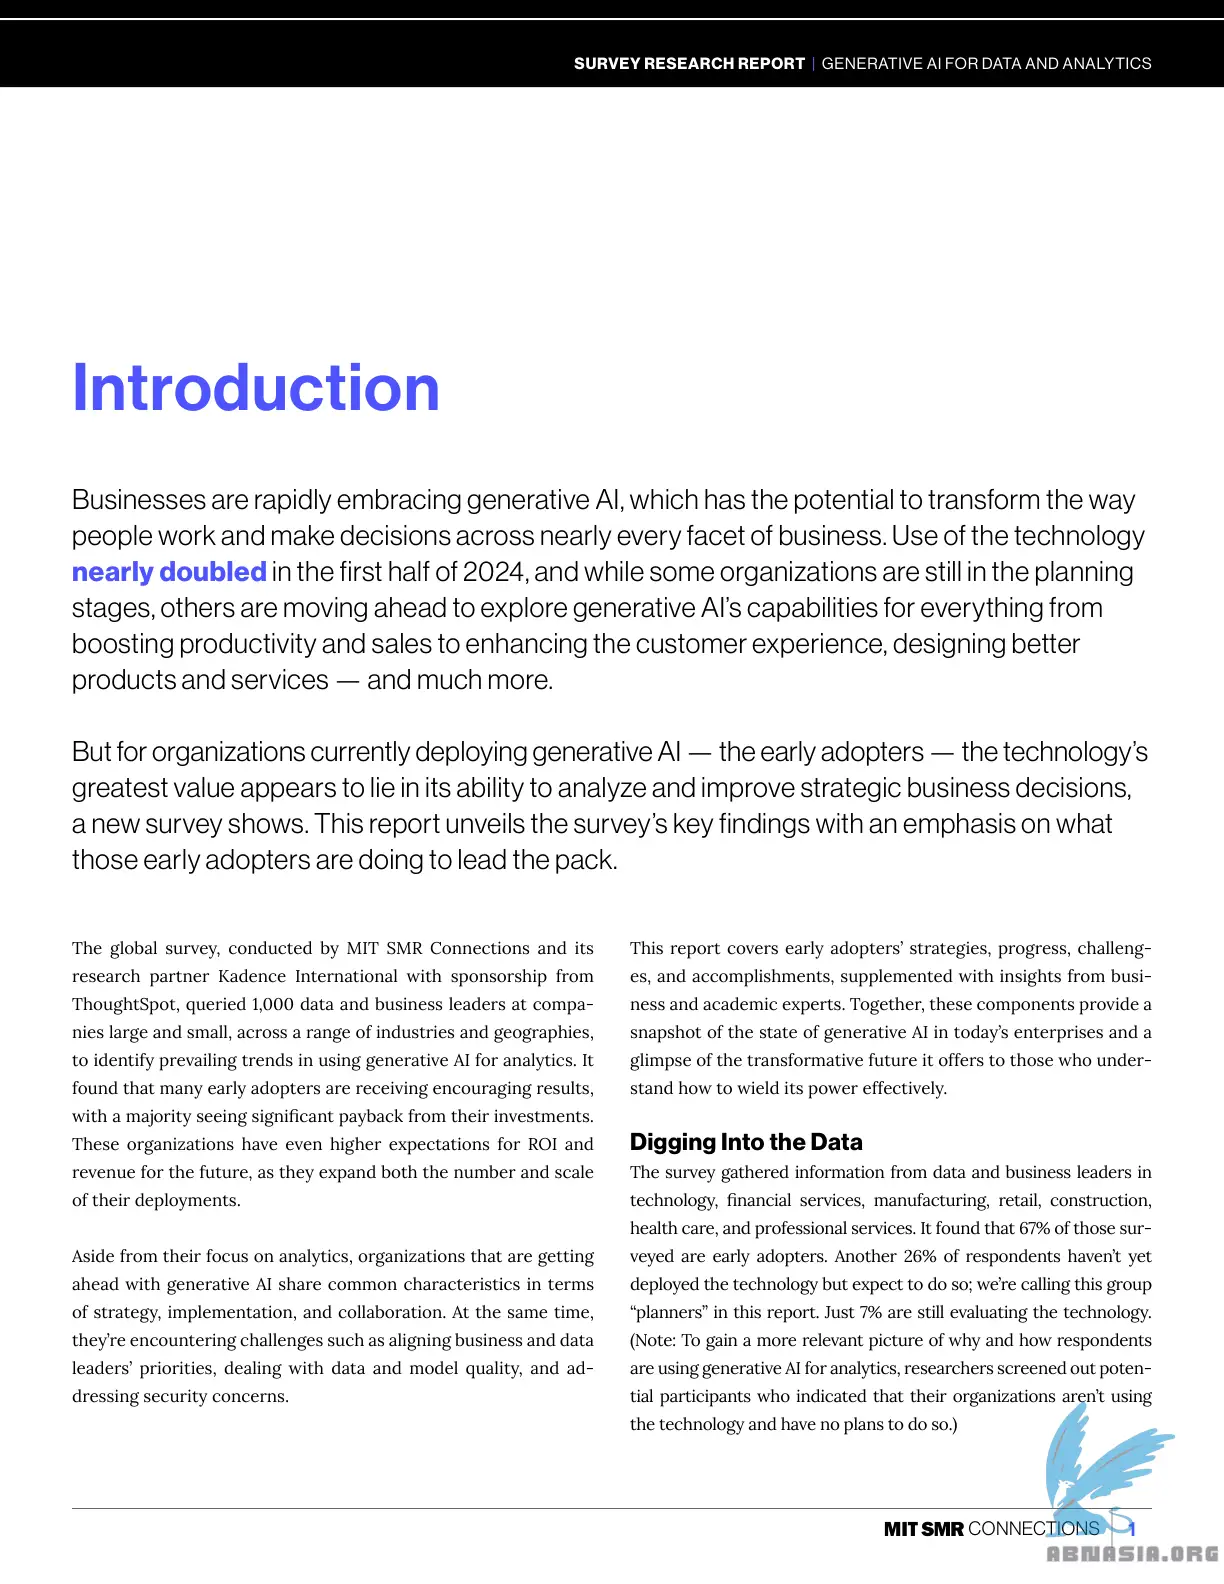 SURVEY RESEARCH REPORT | GENERATIVE AI FOR DATA AND ANALYTICS
Introduction
Businesses are rapidly embracing generative AI, which has the potential to transform the way
people work and make decisions across nearly every facet of business. Use of the technology
nearly doubled in the first half of 2024, and while some organizations are still in the planning
stages, others are moving ahead to explore generative AI’s capabilities for everything from
boosting productivity and sales to enhancing the customer experience, designing better
products and services — and much more.
But for organizations currently deploying generative AI — the early adopters — the technology’s
greatest value appears to lie in its ability to analyze and improve strategic business decisions,
a new survey shows. This report unveils the survey’s key findings with an emphasis on what
those early adopters are doing to lead the pack.
The global survey, conducted by MIT SMR Connections and its
research partner Kadence International with sponsorship from
ThoughtSpot, queried 1,000 data and business leaders at compa-
nies large and small, across a range of industries and geographies,
to identify prevailing trends in using generative AI for analytics. It
found that many early adopters are receiving encouraging results,
with a majority seeing significant payback from their investments.
These organizations have even higher expectations for ROI and
revenue for the future, as they expand both the number and scale
of their deployments.
Aside from their focus on analytics, organizations that are getting
ahead with generative AI share common characteristics in terms
of strategy, implementation, and collaboration. At the same time,
they’re encountering challenges such as aligning business and data
leaders’ priorities, dealing with data and model quality, and ad-
dressing security concerns.
This report covers early adopters’ strategies, progress, challeng-
es, and accomplishments, supplemented with insights from busi-
ness and academic experts. Together, these components provide a
snapshot of the state of generative AI in today’s enterprises and a
glimpse of the transformative future it offers to those who under-
stand how to wield its power effectively.
Digging Into the Data
The survey gathered information from data and business leaders in
technology, financial services, manufacturing, retail, construction,
health care, and professional services. It found that 67% of those sur-
veyed are early adopters. Another 26% of respondents haven’t yet
deployed the technology but expect to do so; we’re calling this group
“planners” in this report. Just 7% are still evaluating the technology.
(Note: To gain a more relevant picture of why and how respondents
are using generative AI for analytics, researchers screened out poten-
tial participants who indicated that their organizations aren’t using
the technology and have no plans to do so.)
MIT SMR CONNECTIONS | 1
ABNASIA.ORG